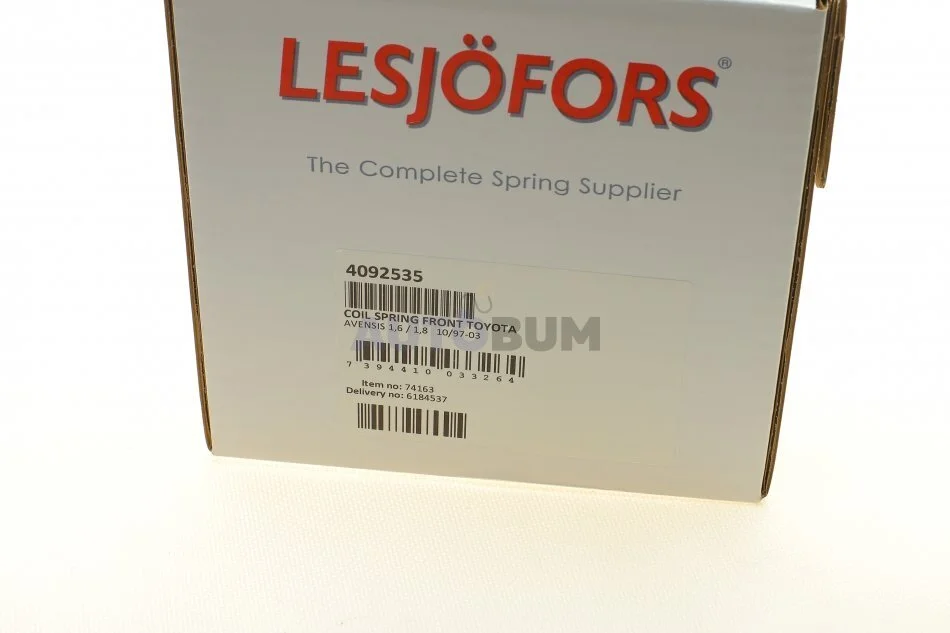 LESJÖFORS®
The Complete Spring Supplier
4092535
COIL SPRING FRONT TOYOTA
AVENSIS 1,6 / 1,8 10/97-03
AUTOBUM
7 394410 033264
Item no: 74163
Delivery no: 6184537